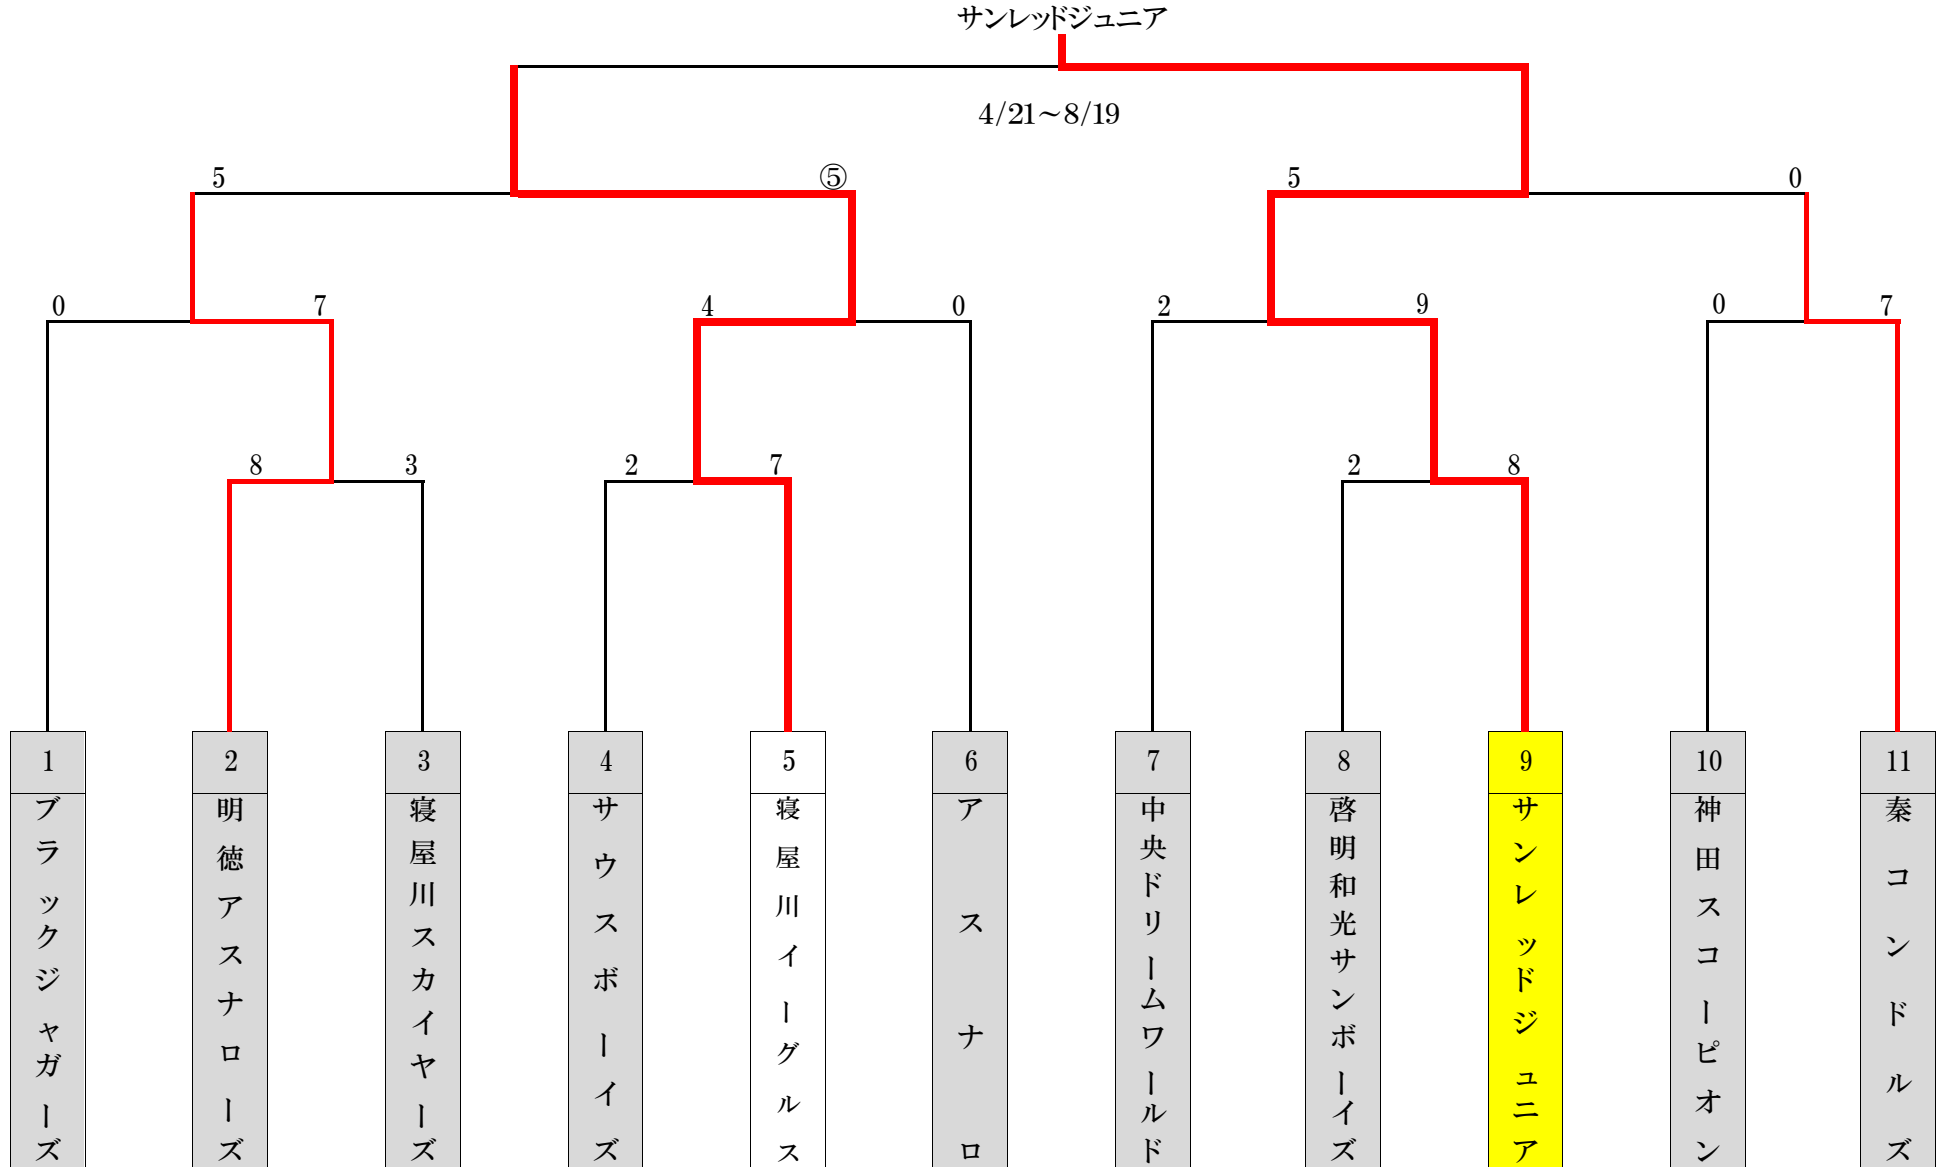 サンレッドジュニア
4/21～8/19
5
⑤
5
0
0
7
4
0
2
9
0
7
8
3
2
7
2
8
1
2
3
4
5
6
7
8
9
10
11
ブラックジャガーズ
明徳アスナローズ
寝屋川スカイヤーズ
サウスボーイズ
寝屋川イーグルス
アスナロ
中央ドリームワールド
啓明和光サンボーイズ
サンレッドジュニア
神田スコーピオン
秦コンドルズ